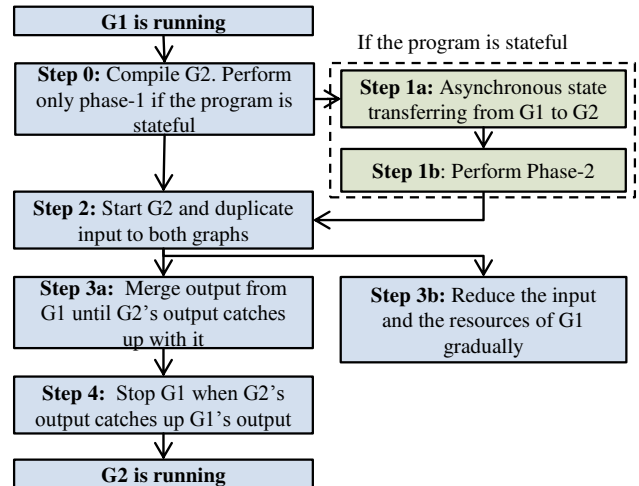 G1 is running
If the program is stateful
Step 0: Compile G2. Perform
only phase-1 if the program is
stateful
Step 1a: Asynchronous state
transferring from G1 to G2
Step 1b: Perform Phase-2
Step 2: Start G2 and duplicate
input to both graphs
Step 3a: Merge output from
G1 until G2’s output catches
up with it
Step 3b: Reduce the input
and the resources of G1
gradually
Step 4: Stop G1 when G2’s
output catches up G1’s output
G2 is running